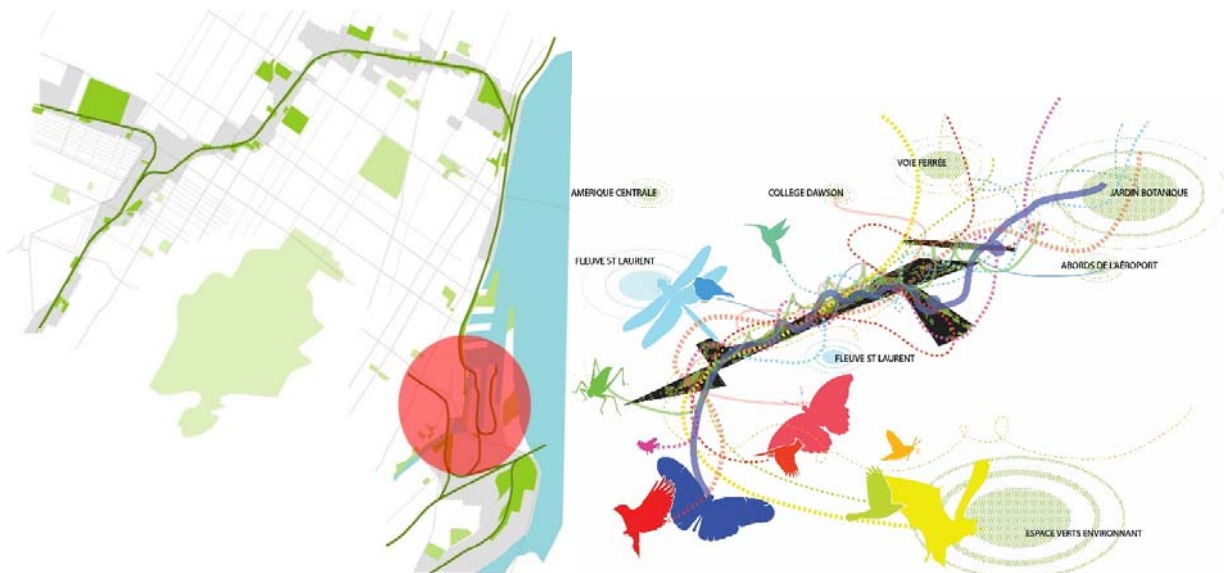 VOIE FERRÉE
AMERIQUE CENTRALE
COLLEGE DAWSON
JARDIN BOTANIQUE
FLEUVE ST LAURENT
ABORDS DE L'AÉROPORT
FLEUVE ST LAURENT
ESPACE VERTS ENVIRONNANT